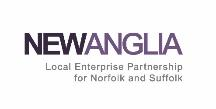 NEWANGLIA
Local Enterprise Partnership
for Norfolk and Suffolk